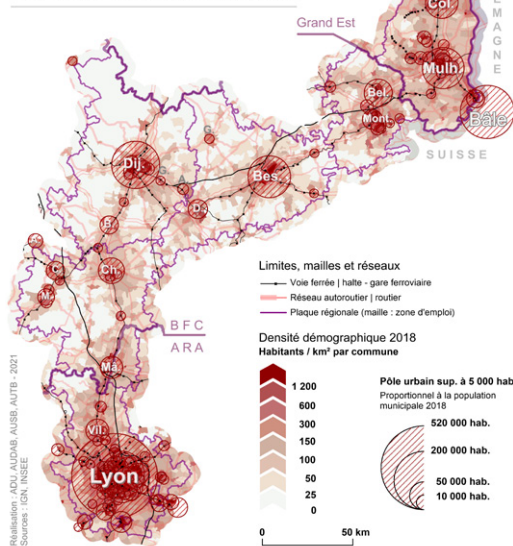 Col.
EMAGNE
Grand Est
Mulh.
Bel.
Bâle
Mont.
SUISSE
G.
Dij.
G.
A.
Bes.
D.
B.
A.
C.
Ch.
M.
BFC
ARA
Ma.
Vil.
Lyon
Limites, mailles et réseaux
Voie ferrée | halte - gare ferroviaire
Réseau autoroutier | routier
Plaque régionale (maille : zone d'emploi)
Densité démographique 2018
Habitants / km² par commune
1 200
600
300
150
100
50
25
0
Pôle urbain sup. à 5 000 hab
Proportionnel à la population
municipale 2018
520 000 hab.
200 000 hab.
50 000 hab.
10 000 hab.
0 50 km
Réalisation : ADU, AUDAB, AUSB, AUTB - 2021
Sources : IGN, INSEE